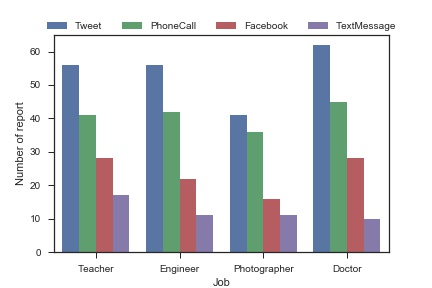 Tweet PhoneCall Facebook TextMessage
60
50
40
30
20
10
0
Number of report
Teacher Engineer Photographer Doctor
Job